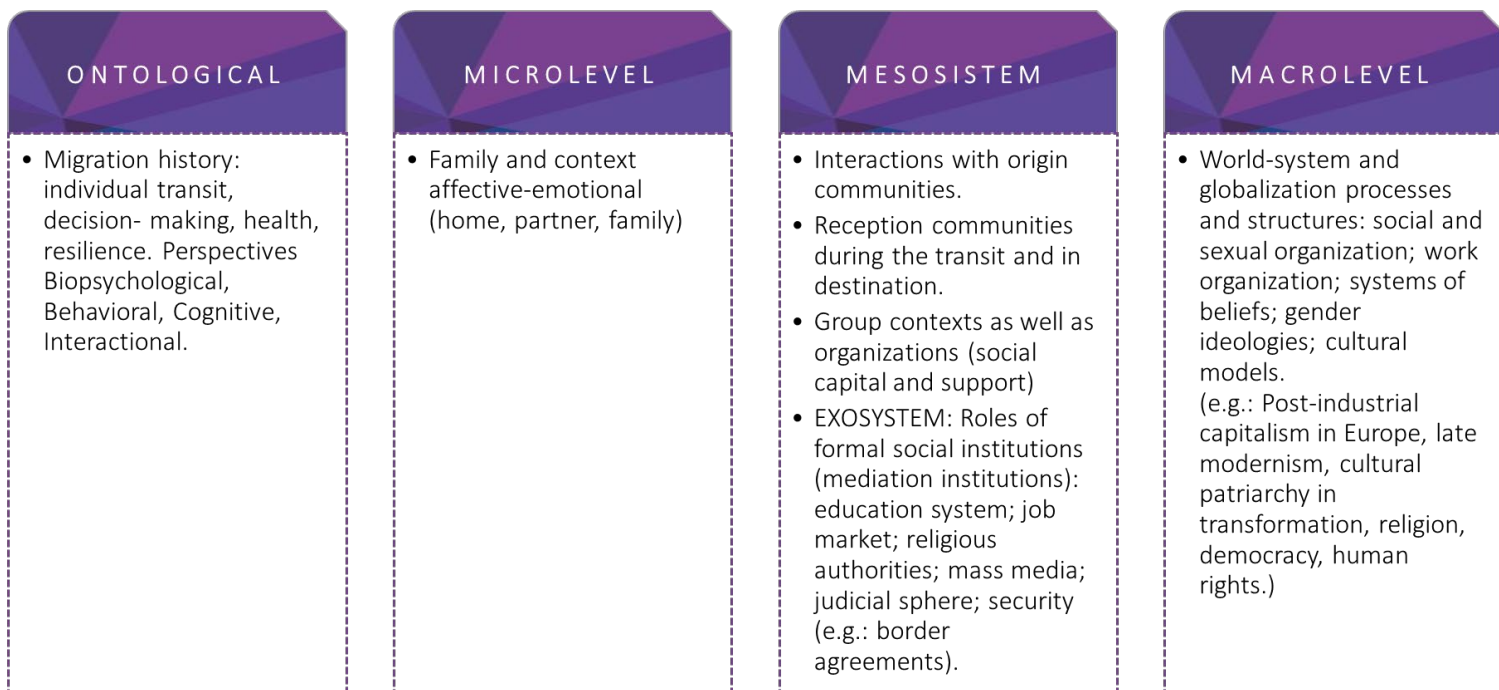 ONTOLOGICAL
• Migration history:
individual transit,
decision- making, health,
resilience. Perspectives
Biopsychological,
Behavioral, Cognitive,
Interactional.
MICROLEVEL
• Family and context
affective-emotional
(home, partner, family)
MESOSISTEM
• Interactions with origin
communities.
• Reception communities
during the transit and in
destination.
• Group contexts as well as
organizations (social
capital and support)
• EXOSYSTEM: Roles of
formal social institutions
(mediation institutions):
education system; job
market; religious
authorities; mass media;
judicial sphere; security
(e.g.: border
agreements).
MACROLEVEL
• World-system and
globalization processes
and structures: social and
sexual organization; work
organization; systems of
beliefs; gender
ideologies; cultural
models.
(e.g.: Post-industrial
capitalism in Europe, late
modernism, cultural
patriarchy in
transformation, religion,
democracy, human
rights.)